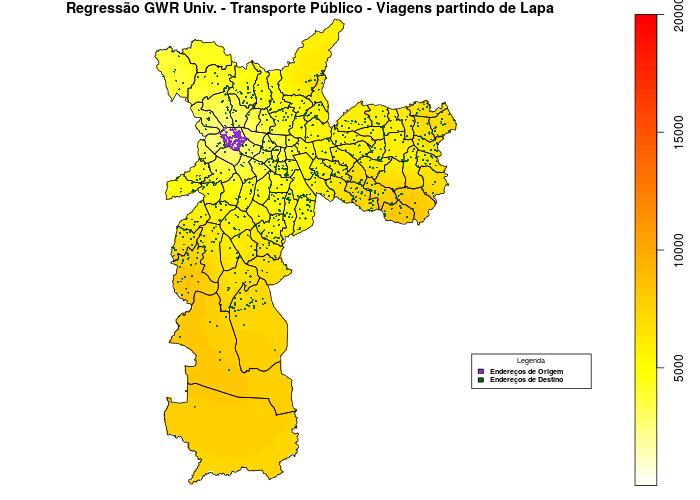 Regressão GWR Univ. - Transporte Público - Viagens partindo de Lapa
20000
15000
10000
5000
Legenda
Endereços de Origem
Endereços de Destino